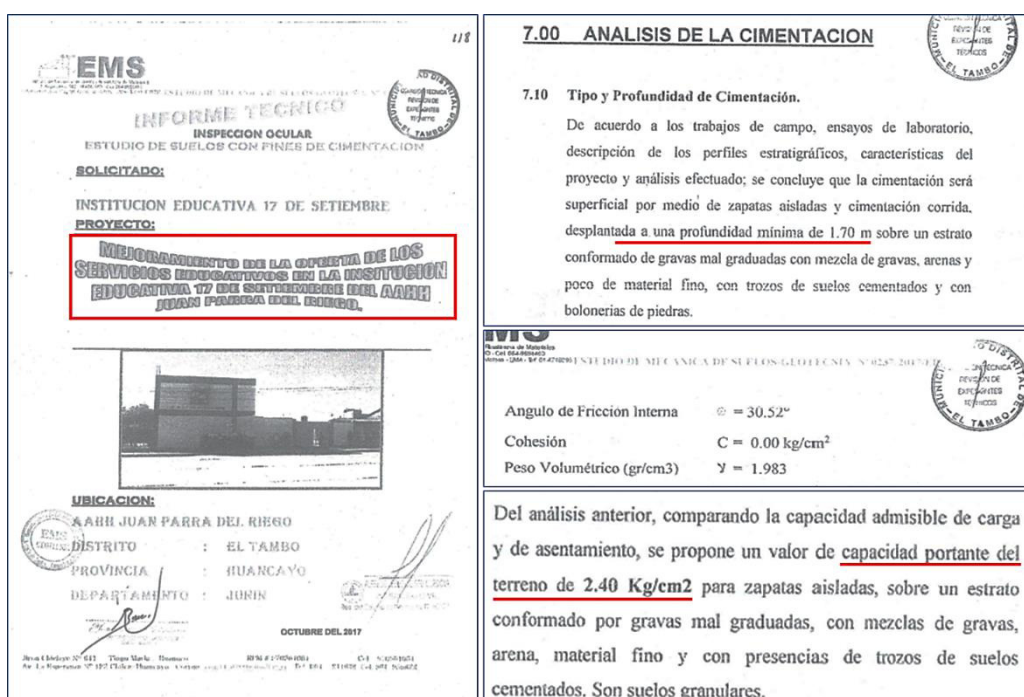 118
EMS
INFORME TECNICO
INSPECCION OCULAR
ESTUDIO DE SUELOS CON FINES DE CIMENTACION
SOLICITADO:
INSTITUCION EDUCATIVA 17 DE SETIEMBRE
PROYECTO:
MEJORAMIENTO DE LA OFERTA DE LOS
SERVICIOS EDUCATIVOS EN LA INSITUCION
EDUCATIVA 17 DE SETIEMBRE DEL AAHH
JUAN PARRA DEL RIEGO.
UBICACION:
AAHH JUAN PARRA DEL RIEGO
DISTRITO : EL TAMBO
PROVINCIA : HUANCAYO
DEPARTAMENTO : JUNIN
OCTUBRE DEL 2017
7.00 ANALISIS DE LA CIMENTACION
7.10 Tipo y Profundidad de Cimentación.
De acuerdo a los trabajos de campo, ensayos de laboratorio,
descripción de los perfiles estratigráficos, características del
proyecto y análisis efectuado; se concluye que la cimentación será
superficial por medio de zapatas aisladas y cimentación corrida,
desplantada a una profundidad mínima de 1.70 m sobre un estrato
conformado de gravas mal graduadas con mezcla de gravas, arenas y
poco de material fino, con trozos de suelos cementados y con
bolonerias de piedras.
ESTUDIO DE MECANICA DE SUELOS-GEOTECNIA
Angulo de Fricción Interna = 30.52°
Cohesión C = 0.00 kg/cm²
Peso Volumétrico (gr/cm3) γ = 1.983
Del análisis anterior, comparando la capacidad admisible de carga
y de asentamiento, se propone un valor de capacidad portante del
terreno de 2.40 Kg/cm2 para zapatas aisladas, sobre un estrato
conformado por gravas mal graduadas, con mezclas de gravas,
arena, material fino y con presencias de trozos de suelos
cementados. Son suelos granulares.